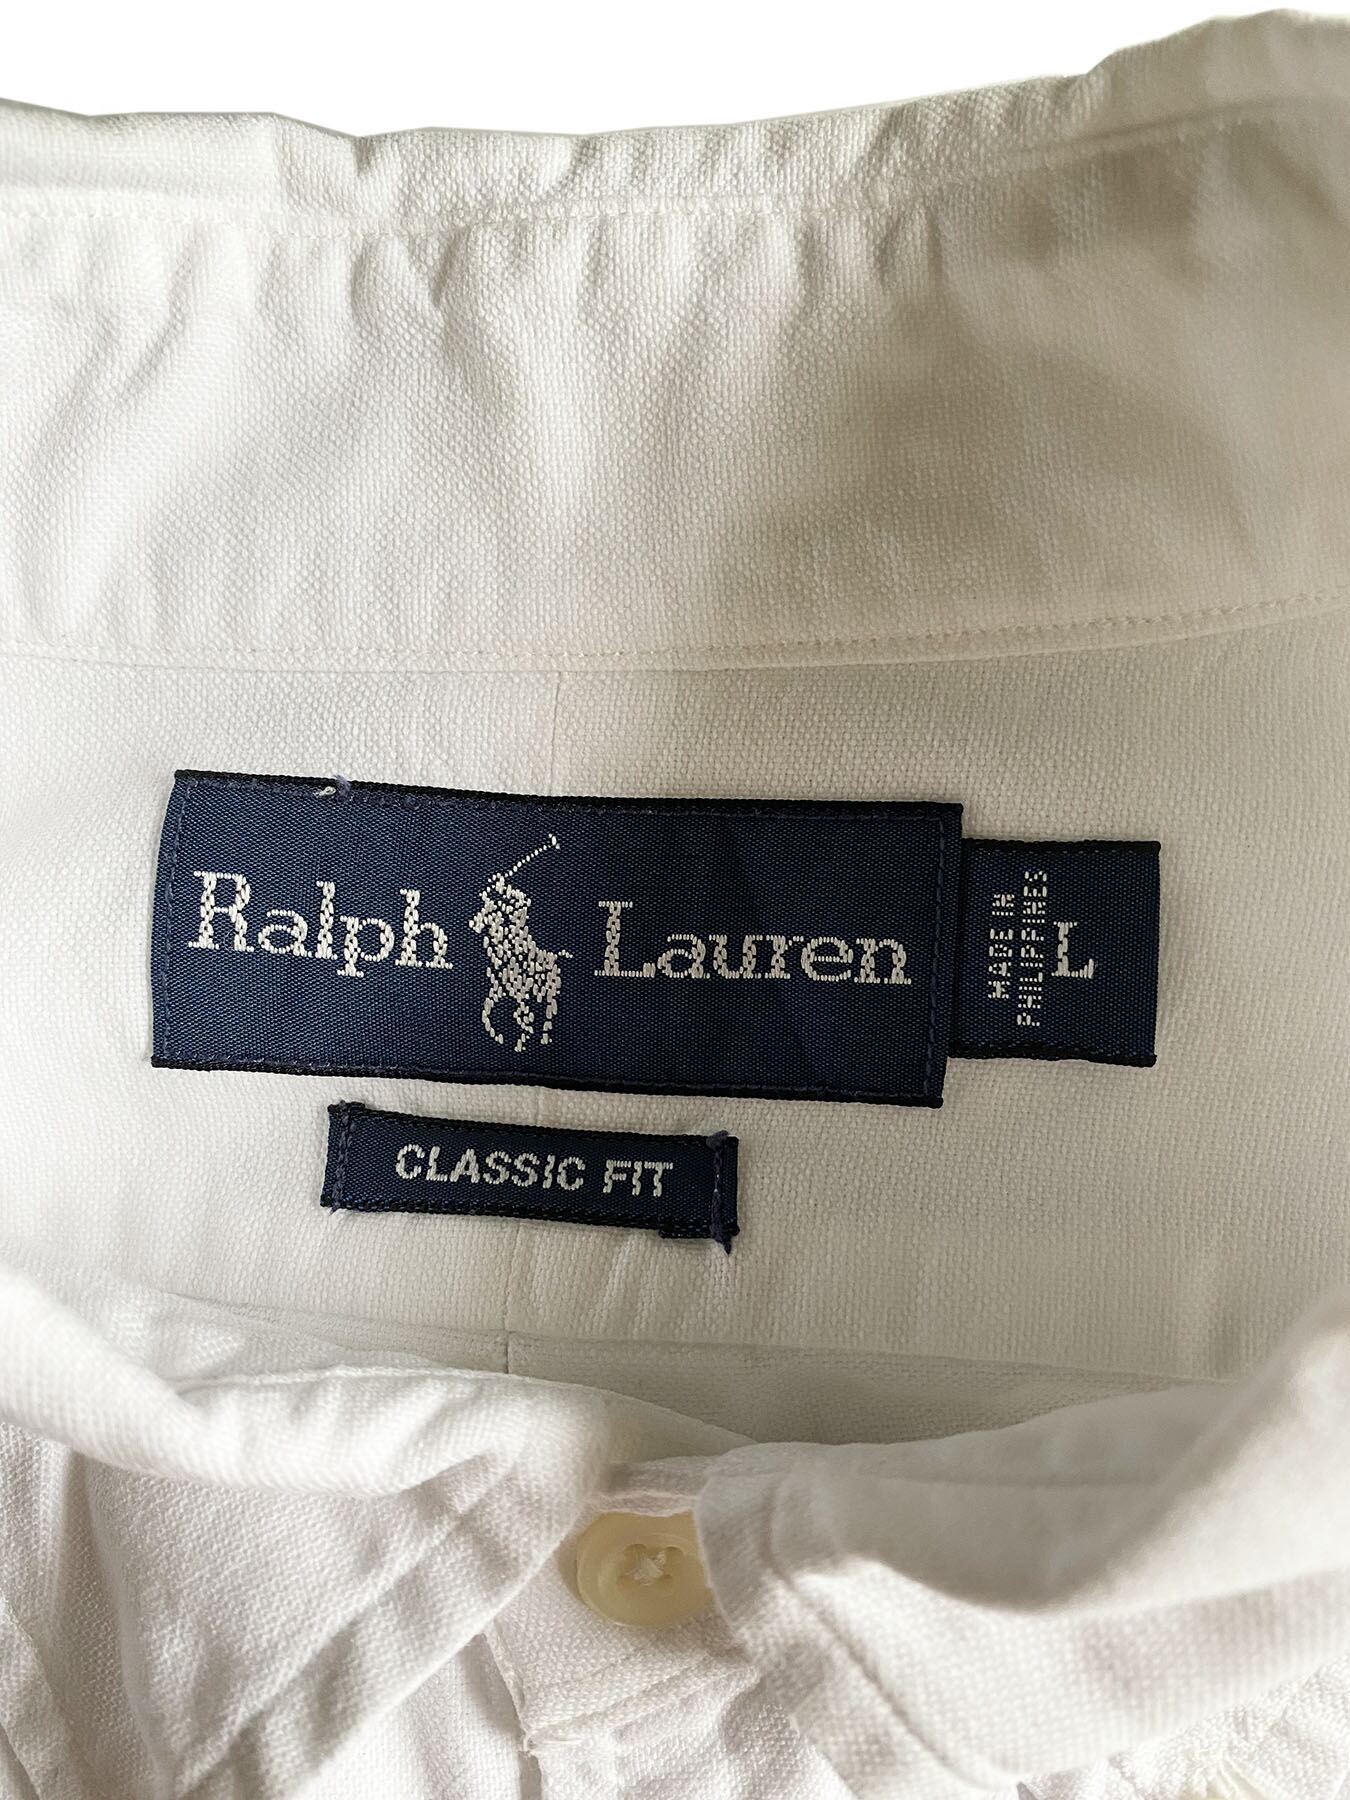 Ralph Lauren
MADE IN
PHILIPPINES
L
CLASSIC FIT